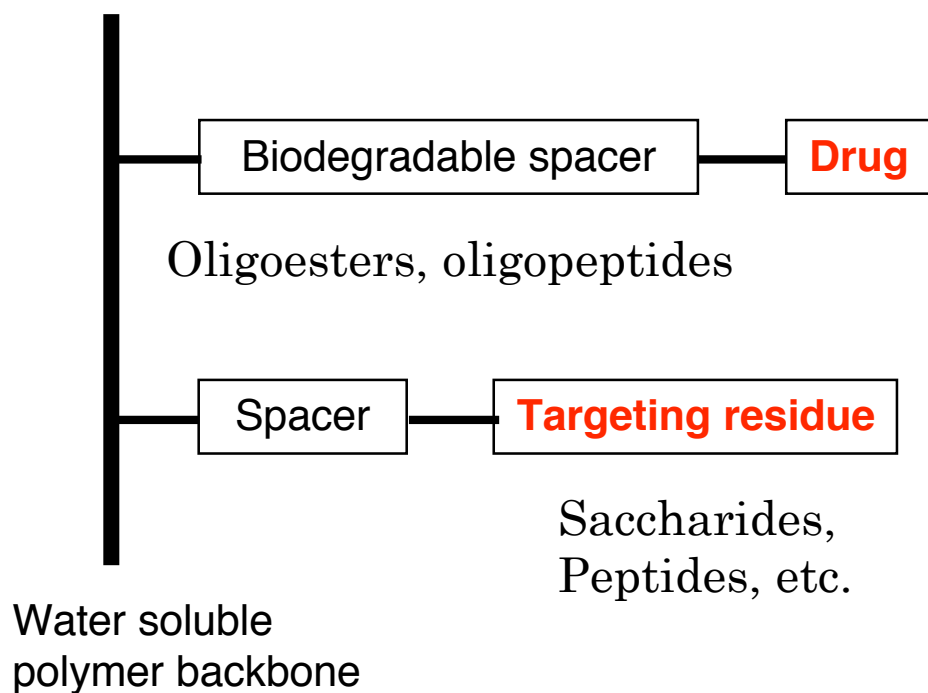 Biodegradable spacer
Drug
Oligoesters, oligopeptides
Spacer
Targeting residue
Saccharides,
Peptides, etc.
Water soluble
polymer backbone